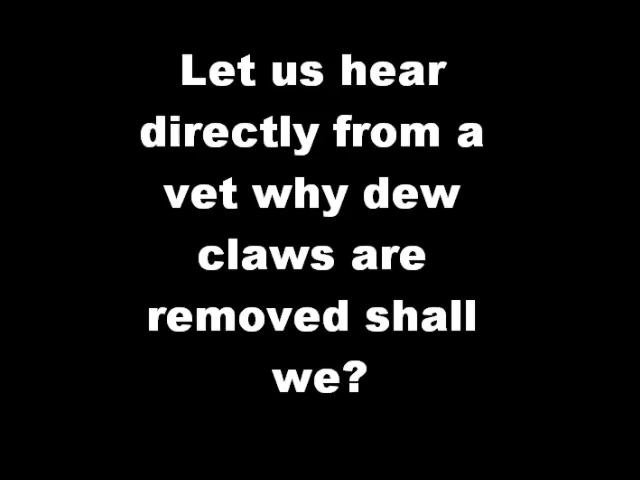 Let us hear
directly from a
vet why dew
claws are
removed shall
we?